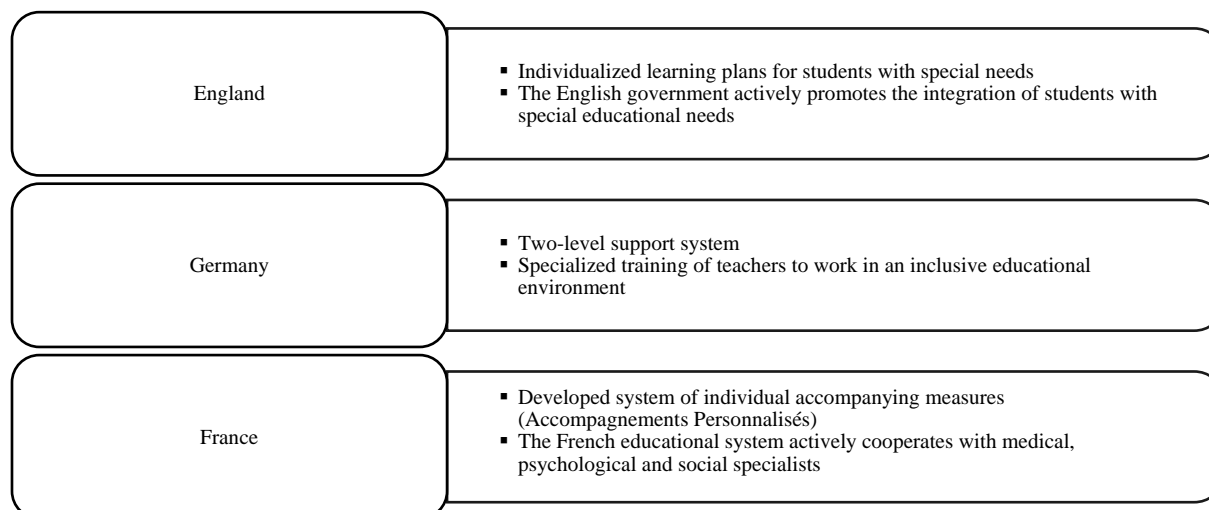 England
▪ Individualized learning plans for students with special needs
▪ The English government actively promotes the integration of students with
special educational needs
Germany
▪ Two-level support system
▪ Specialized training of teachers to work in an inclusive educational
environment
France
▪ Developed system of individual accompanying measures
(Accompagnements Personnalisés)
▪ The French educational system actively cooperates with medical,
psychological and social specialists